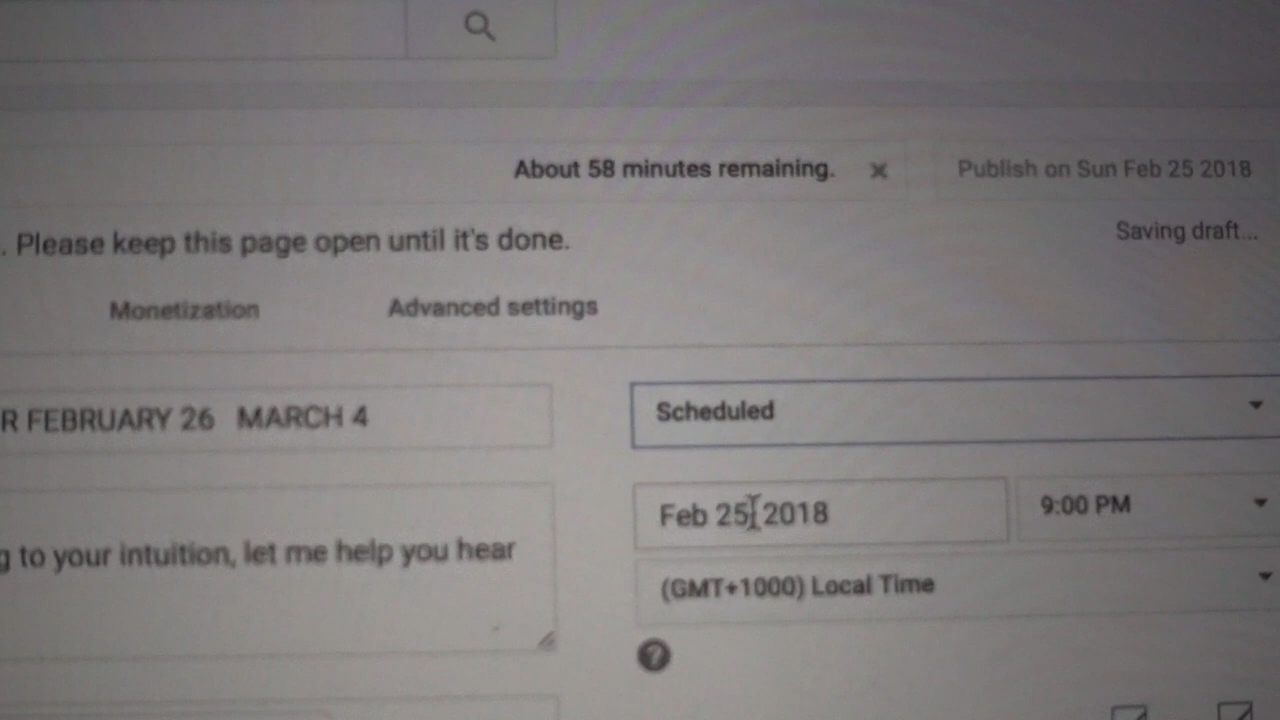 About 58 minutes remaining. × Publish on Sun Feb 25 2018
. Please keep this page open until it's done.
Saving draft...
Monetization Advanced settings
R FEBRUARY 26 MARCH 4
Scheduled
Feb 25, 2018
9:00 PM
g to your intuition, let me help you hear
(GMT+1000) Local Time
?